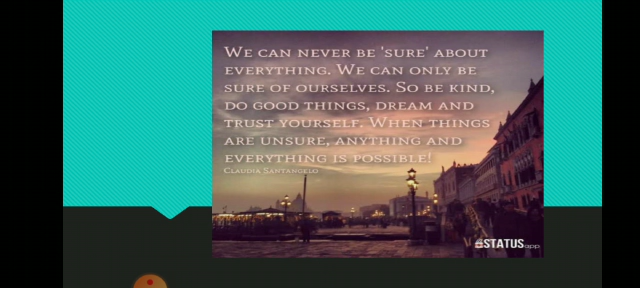 WE CAN NEVER BE 'SURE' ABOUT
EVERYTHING. WE CAN ONLY BE
SURE OF OURSELVES. SO BE KIND,
DO GOOD THINGS, DREAM AND
TRUST YOURSELF. WHEN THINGS
ARE UNSURE, ANYTHING AND
EVERYTHING IS POSSIBLE!
CLAUDIA SANTANGELO
#STATUSapp